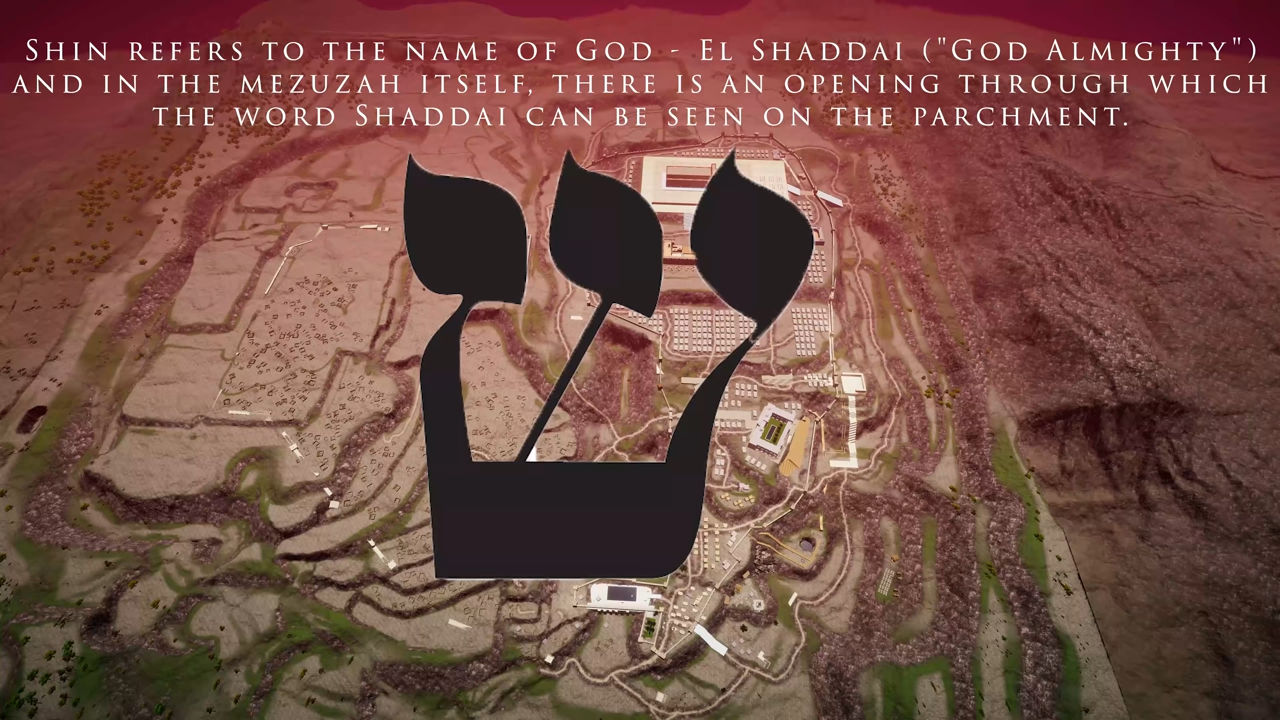 Shin refers to the name of God - El Shaddai ("God Almighty")
and in the mezuzah itself, there is an opening through which
the word Shaddai can be seen on the parchment.
ש